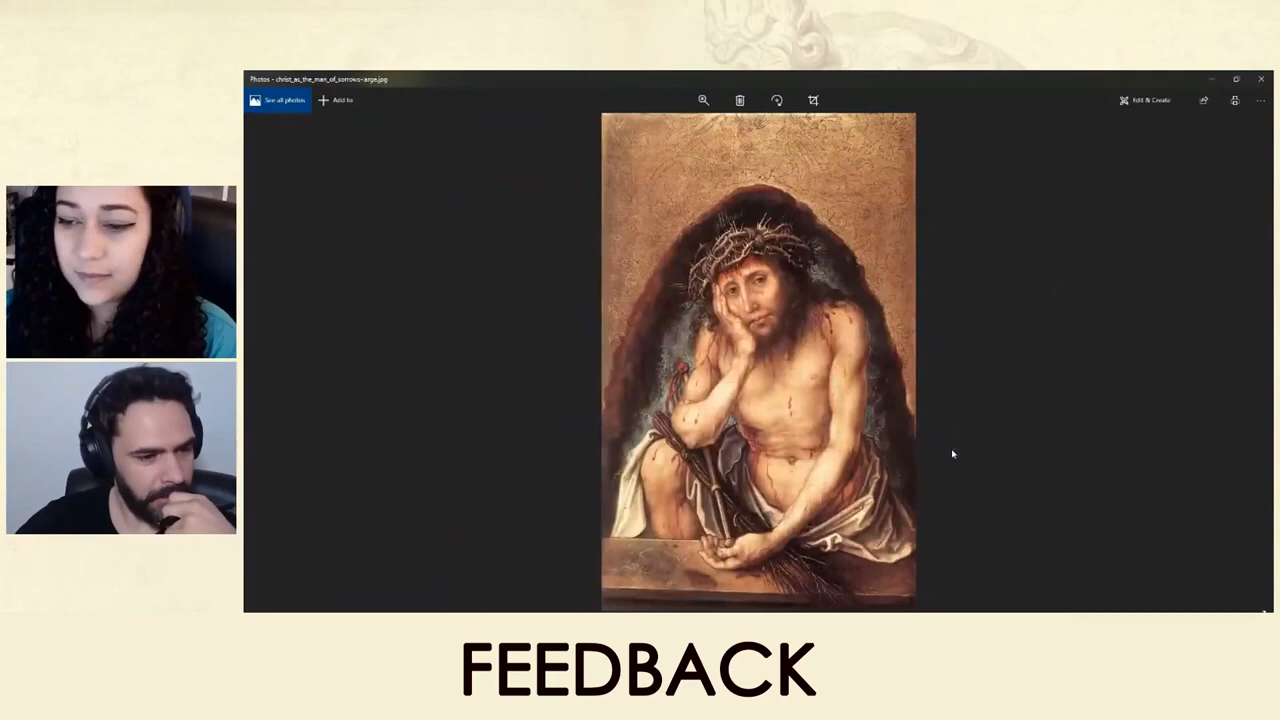 Photos - christ_as_the_man_of_sorrows-large.jpg
See all photos
Add to
Edit & Create
FEEDBACK